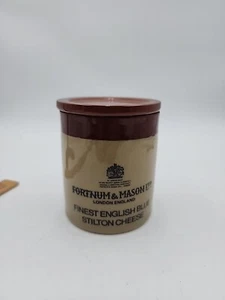 FORTNUM & MASON LTD
LONDON ENGLAND
FINEST ENGLISH BLUE
STILTON CHEESE